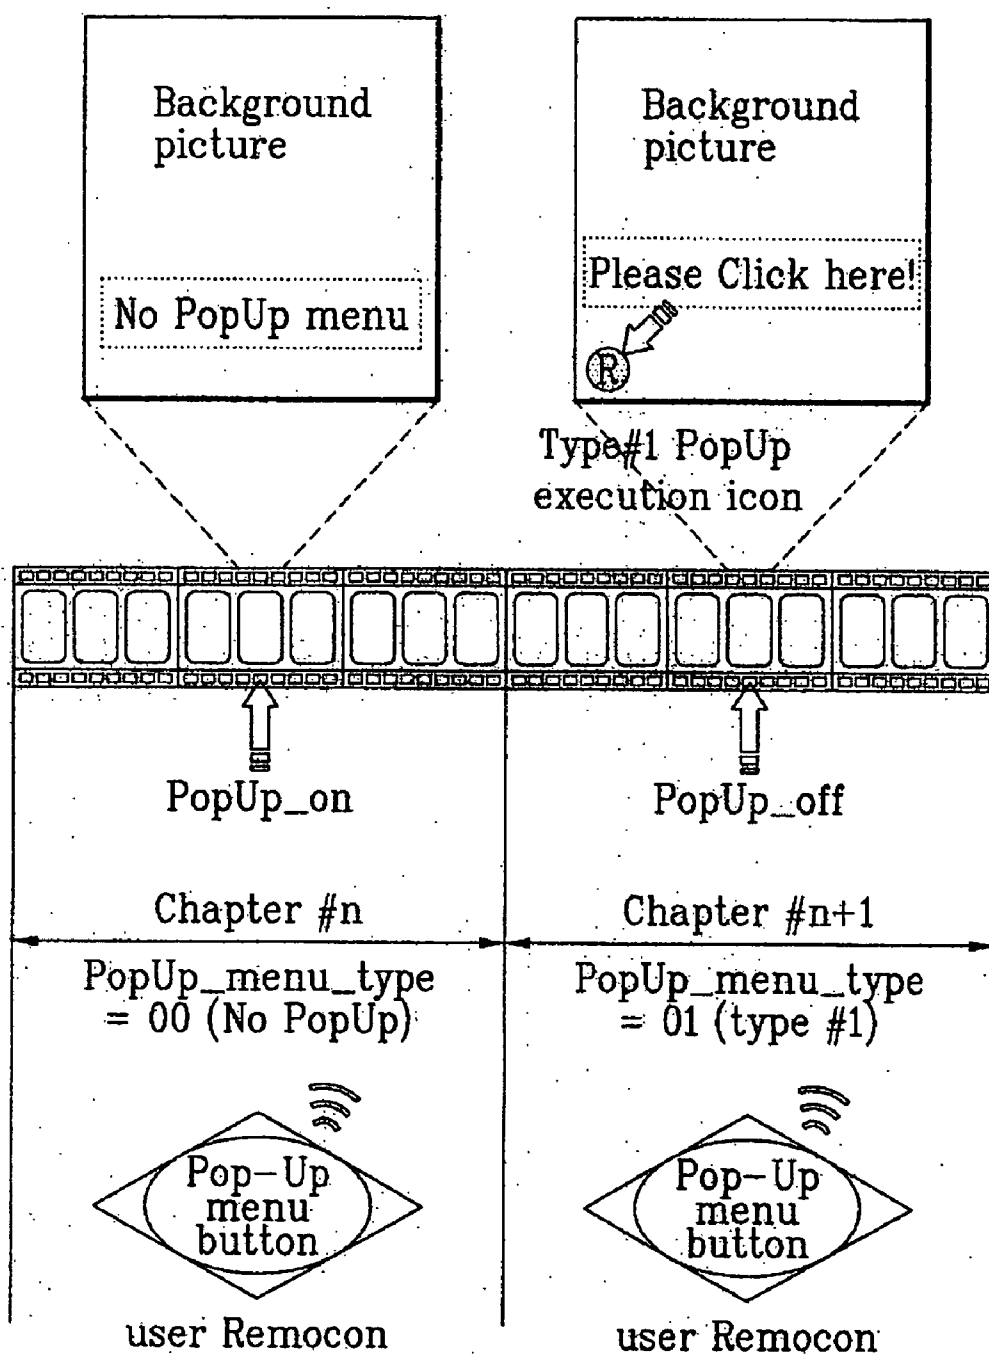 Background
picture
No PopUp menu
Background
picture
Please Click here!
R
Type#1 PopUp
execution icon
PopUp_on
PopUp_off
Chapter #n
Chapter #n+1
PopUp_menu_type
= 00 (No PopUp)
PopUp_menu_type
= 01 (type #1)
Pop-Up
menu
button
Pop-Up
menu
button
user Remocon
user Remocon